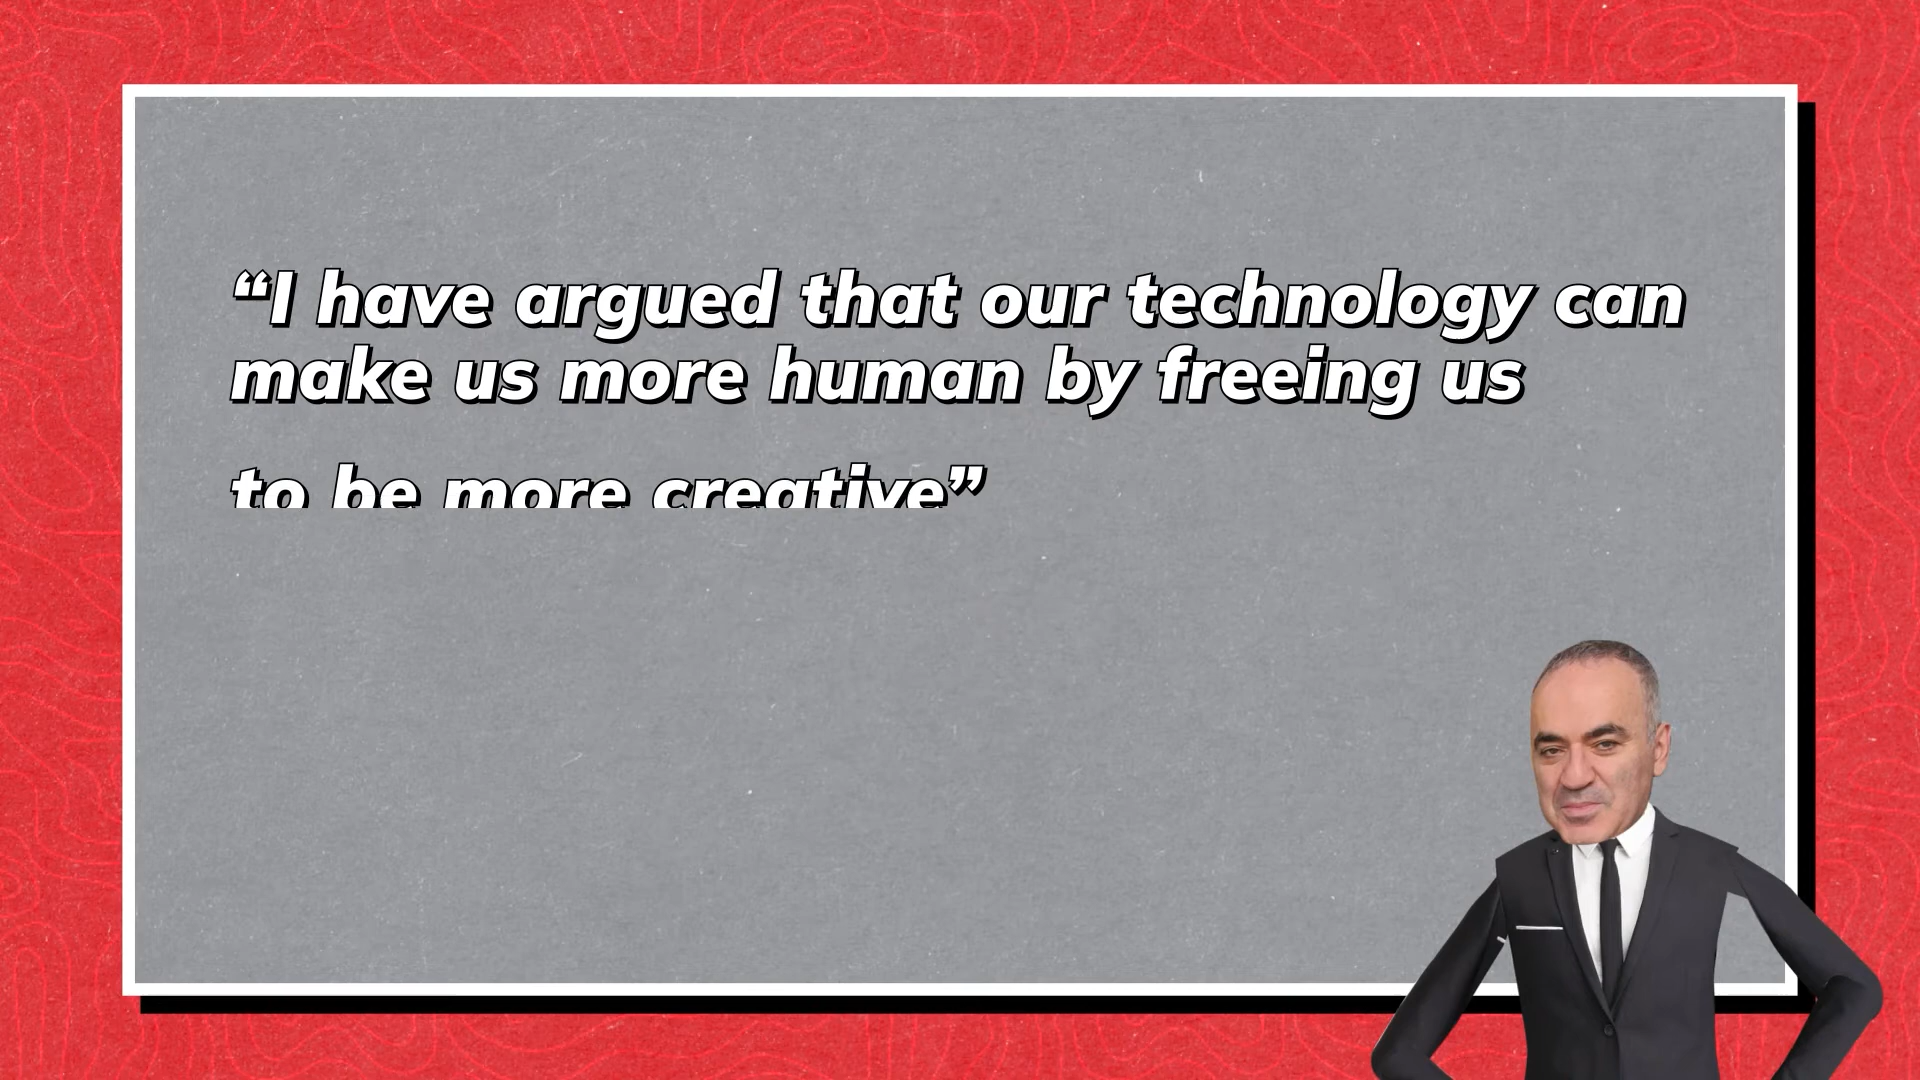 “I have argued that our technology can
make us more human by freeing us
to be more creative”